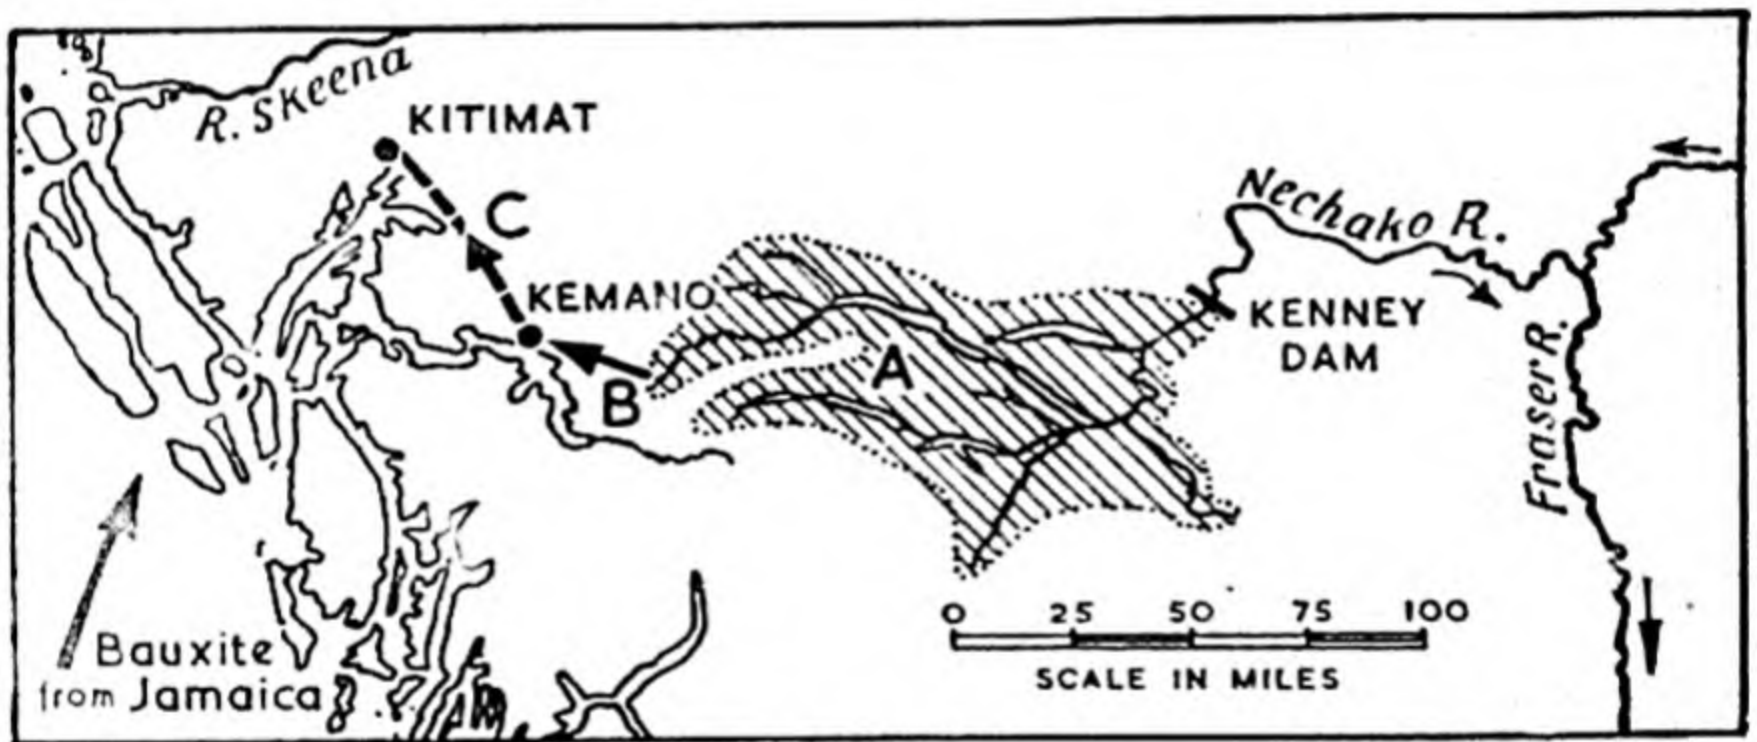 R. Skeena
KITIMAT
C
Nechako R.
KEMANO
KENNEY
DAM
A
B
Fraser R.
0 25 50 75 100
SCALE IN MILES
Bauxite
from Jamaica